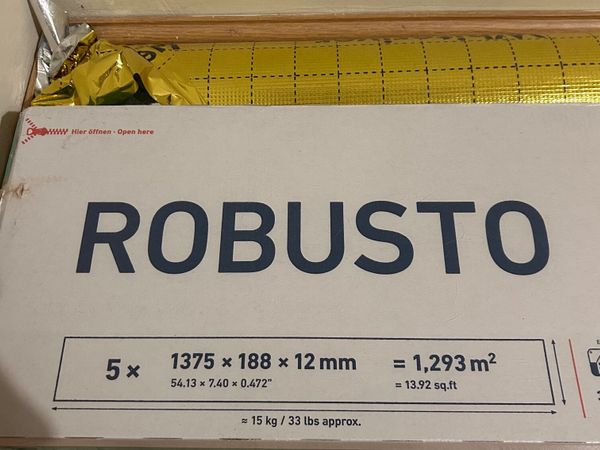 Hier öffnen - Open here
ROBUSTO
5 × 1375 × 188 × 12 mm = 1,293 m²
54.13 × 7.40 × 0.472" = 13.92 sq.ft
≈ 15 kg / 33 lbs approx.